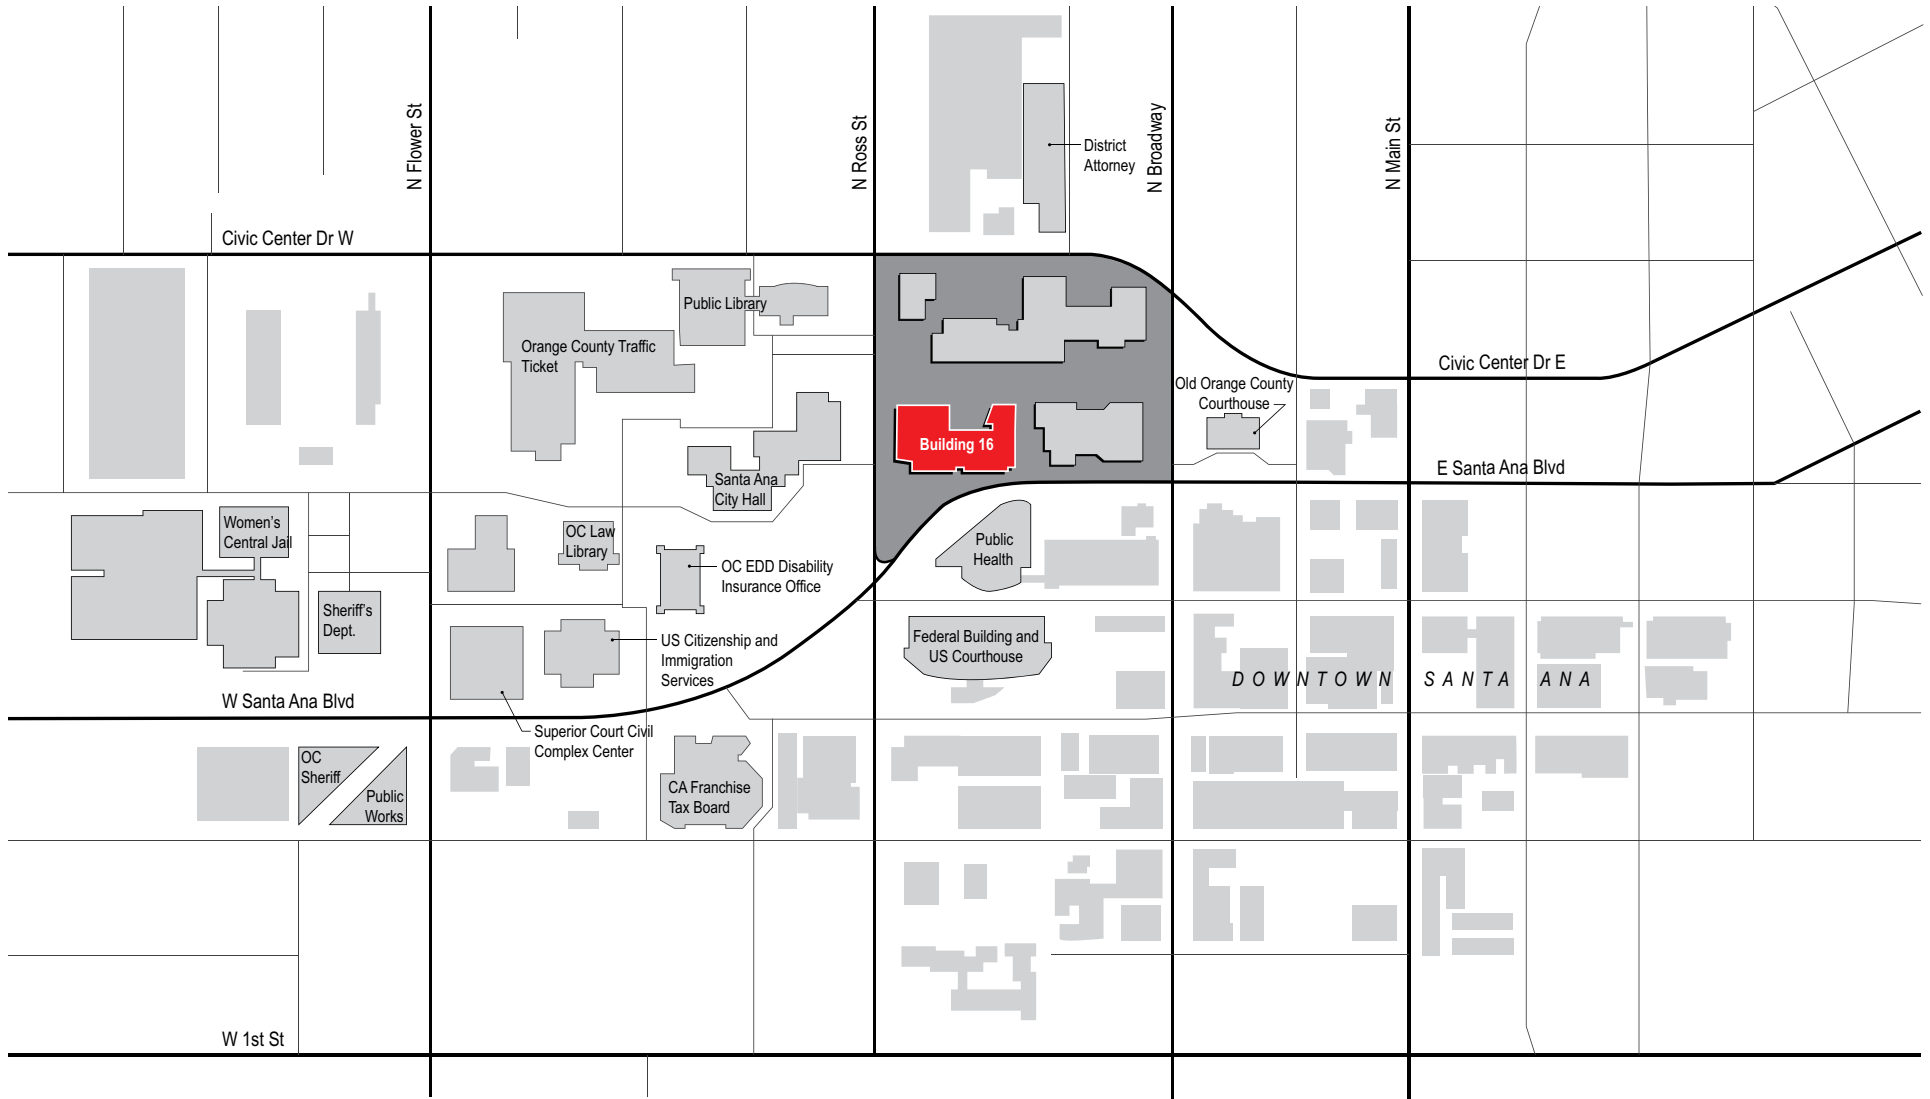 N Flower St
N Ross St
N Broadway
N Main St
District
Attorney
Civic Center Dr W
Public Library
Orange County Traffic
Ticket
Civic Center Dr E
Old Orange County
Courthouse
Building 16
E Santa Ana Blvd
Santa Ana
City Hall
Women's
Central Jail
OC Law
Library
Public
Health
OC EDD Disability
Insurance Office
Sheriff's
Dept.
US Citizenship and
Immigration
Services
Federal Building and
US Courthouse
DOWNTOWN SANTA ANA
W Santa Ana Blvd
Superior Court Civil
Complex Center
OC
Sheriff
Public
Works
CA Franchise
Tax Board
W 1st St